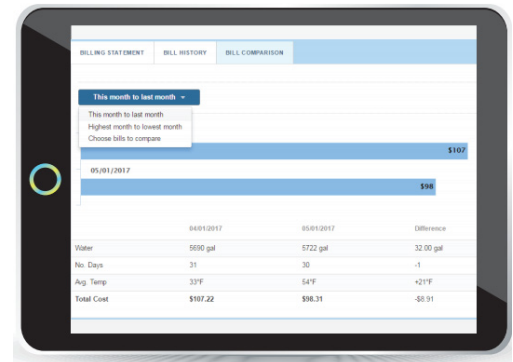 BILLING STATEMENT BILL HISTORY BILL COMPARISON
This month to last month
This month to last month
Highest month to lowest month
Choose bills to compare
$107
05/01/2017
$98
04/01/2017 05/01/2017 Difference
Water 5690 gal 5722 gal 32.00 gal
No. Days 31 30 -1
Avg. Temp 33°F 54°F +21°F
Total Cost $107.22 $98.31 -$8.91